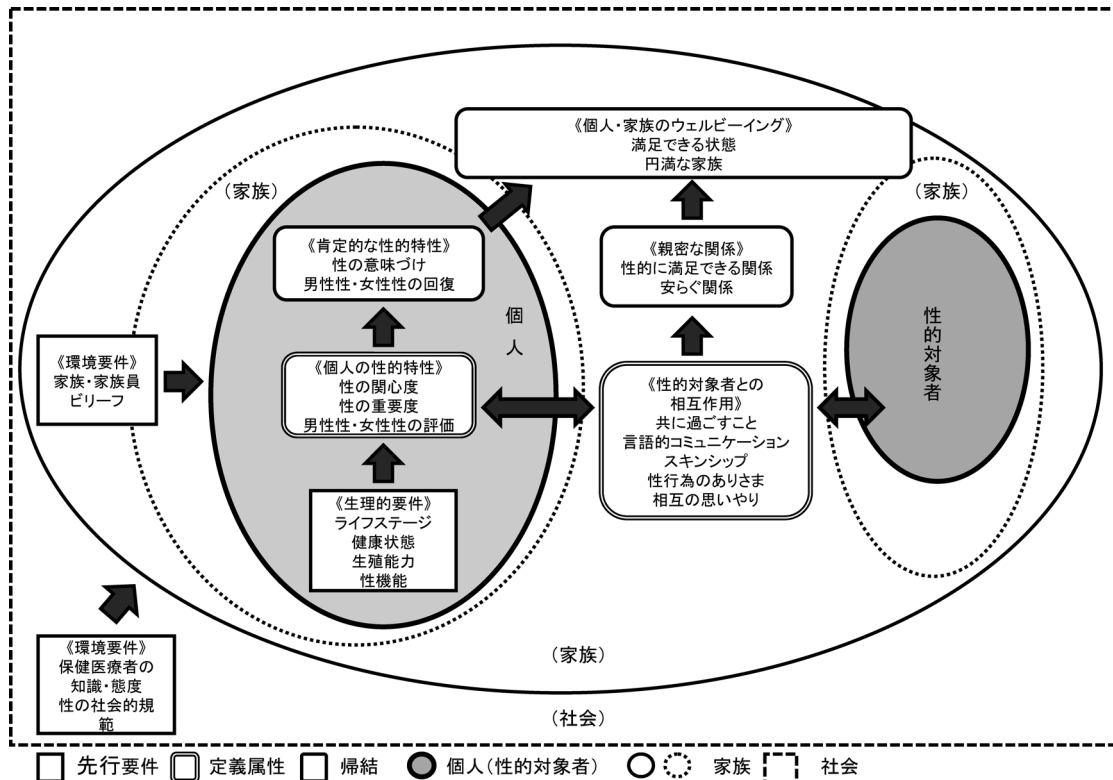 《個人・家族のウェルビーイング》
満足できる状態
円満な家族
(家族)
(家族)
《肯定的な性的特性》
性の意味づけ
男性性・女性性の回復
《親密な関係》
性的に満足できる関係
安らぐ関係
個人
性的対象者
《環境要件》
家族・家族員
ビリーフ
《個人の性的特性》
性の関心度
性の重要度
男性性・女性性の評価
《性的対象者との
相互作用》
共に過ごすこと
言語的コミュニケーション
スキンシップ
性行為のありさま
相互の思いやり
《生理的要件》
ライフステージ
健康状態
生殖能力
性機能
《環境要件》
保健医療者の
知識・態度
性の社会的規
範
(家族)
(社会)
先行要件 定義属性 帰結 個人(性的対象者) 家族 社会